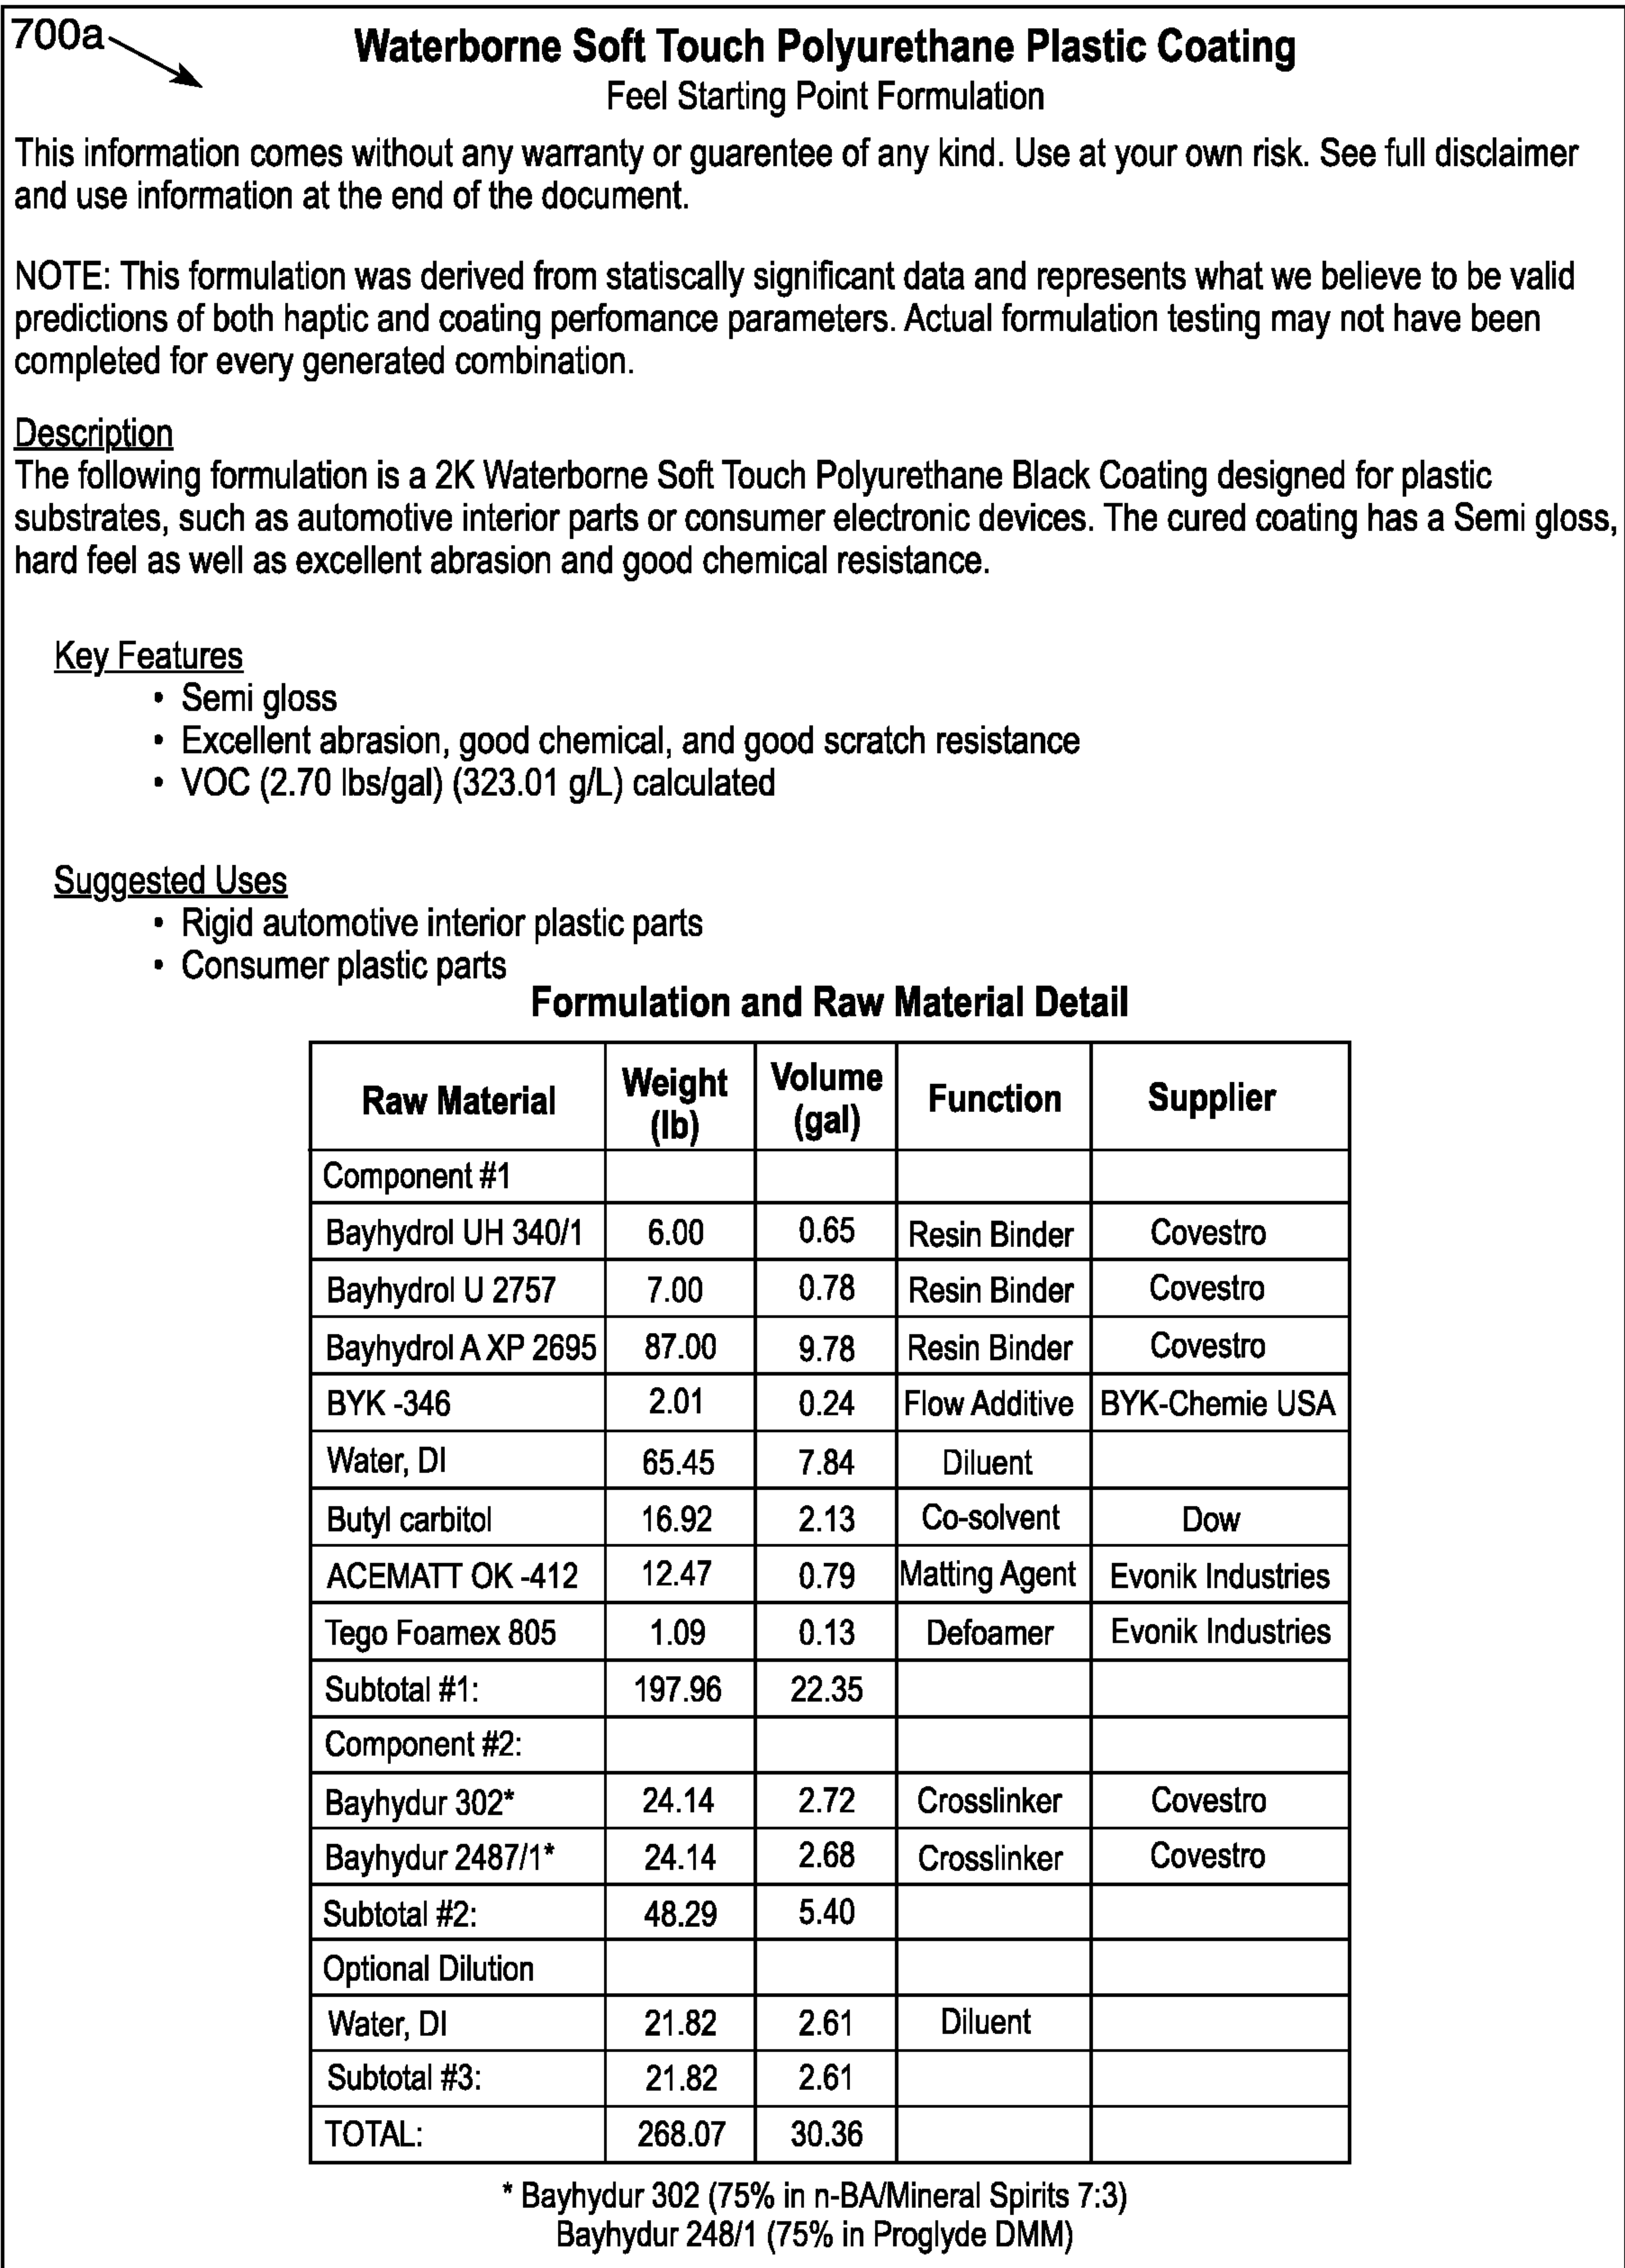 700a
Waterborne Soft Touch Polyurethane Plastic Coating
Feel Starting Point Formulation
This information comes without any warranty or guarentee of any kind. Use at your own risk. See full disclaimer
and use information at the end of the document.
NOTE: This formulation was derived from statiscally significant data and represents what we believe to be valid
predictions of both haptic and coating perfomance parameters. Actual formulation testing may not have been
completed for every generated combination.
Description
The following formulation is a 2K Waterborne Soft Touch Polyurethane Black Coating designed for plastic
substrates, such as automotive interior parts or consumer electronic devices. The cured coating has a Semi gloss,
hard feel as well as excellent abrasion and good chemical resistance.
Key Features
• Semi gloss
• Excellent abrasion, good chemical, and good scratch resistance
• VOC (2.70 lbs/gal) (323.01 g/L) calculated
Suggested Uses
• Rigid automotive interior plastic parts
• Consumer plastic parts
Formulation and Raw Material Detail
Raw Material Weight (lb) Volume (gal) Function Supplier
Component #1
Bayhydrol UH 340/1 6.00 0.65 Resin Binder Covestro
Bayhydrol U 2757 7.00 0.78 Resin Binder Covestro
Bayhydrol A XP 2695 87.00 9.78 Resin Binder Covestro
BYK -346 2.01 0.24 Flow Additive BYK-Chemie USA
Water, DI 65.45 7.84 Diluent
Butyl carbitol 16.92 2.13 Co-solvent Dow
ACEMATT OK -412 12.47 0.79 Matting Agent Evonik Industries
Tego Foamex 805 1.09 0.13 Defoamer Evonik Industries
Subtotal #1: 197.96 22.35
Component #2:
Bayhydur 302* 24.14 2.72 Crosslinker Covestro
Bayhydur 2487/1* 24.14 2.68 Crosslinker Covestro
Subtotal #2: 48.29 5.40
Optional Dilution
Water, DI 21.82 2.61 Diluent
Subtotal #3: 21.82 2.61
TOTAL: 268.07 30.36
* Bayhydur 302 (75% in n-BA/Mineral Spirits 7:3)
Bayhydur 248/1 (75% in Proglyde DMM)